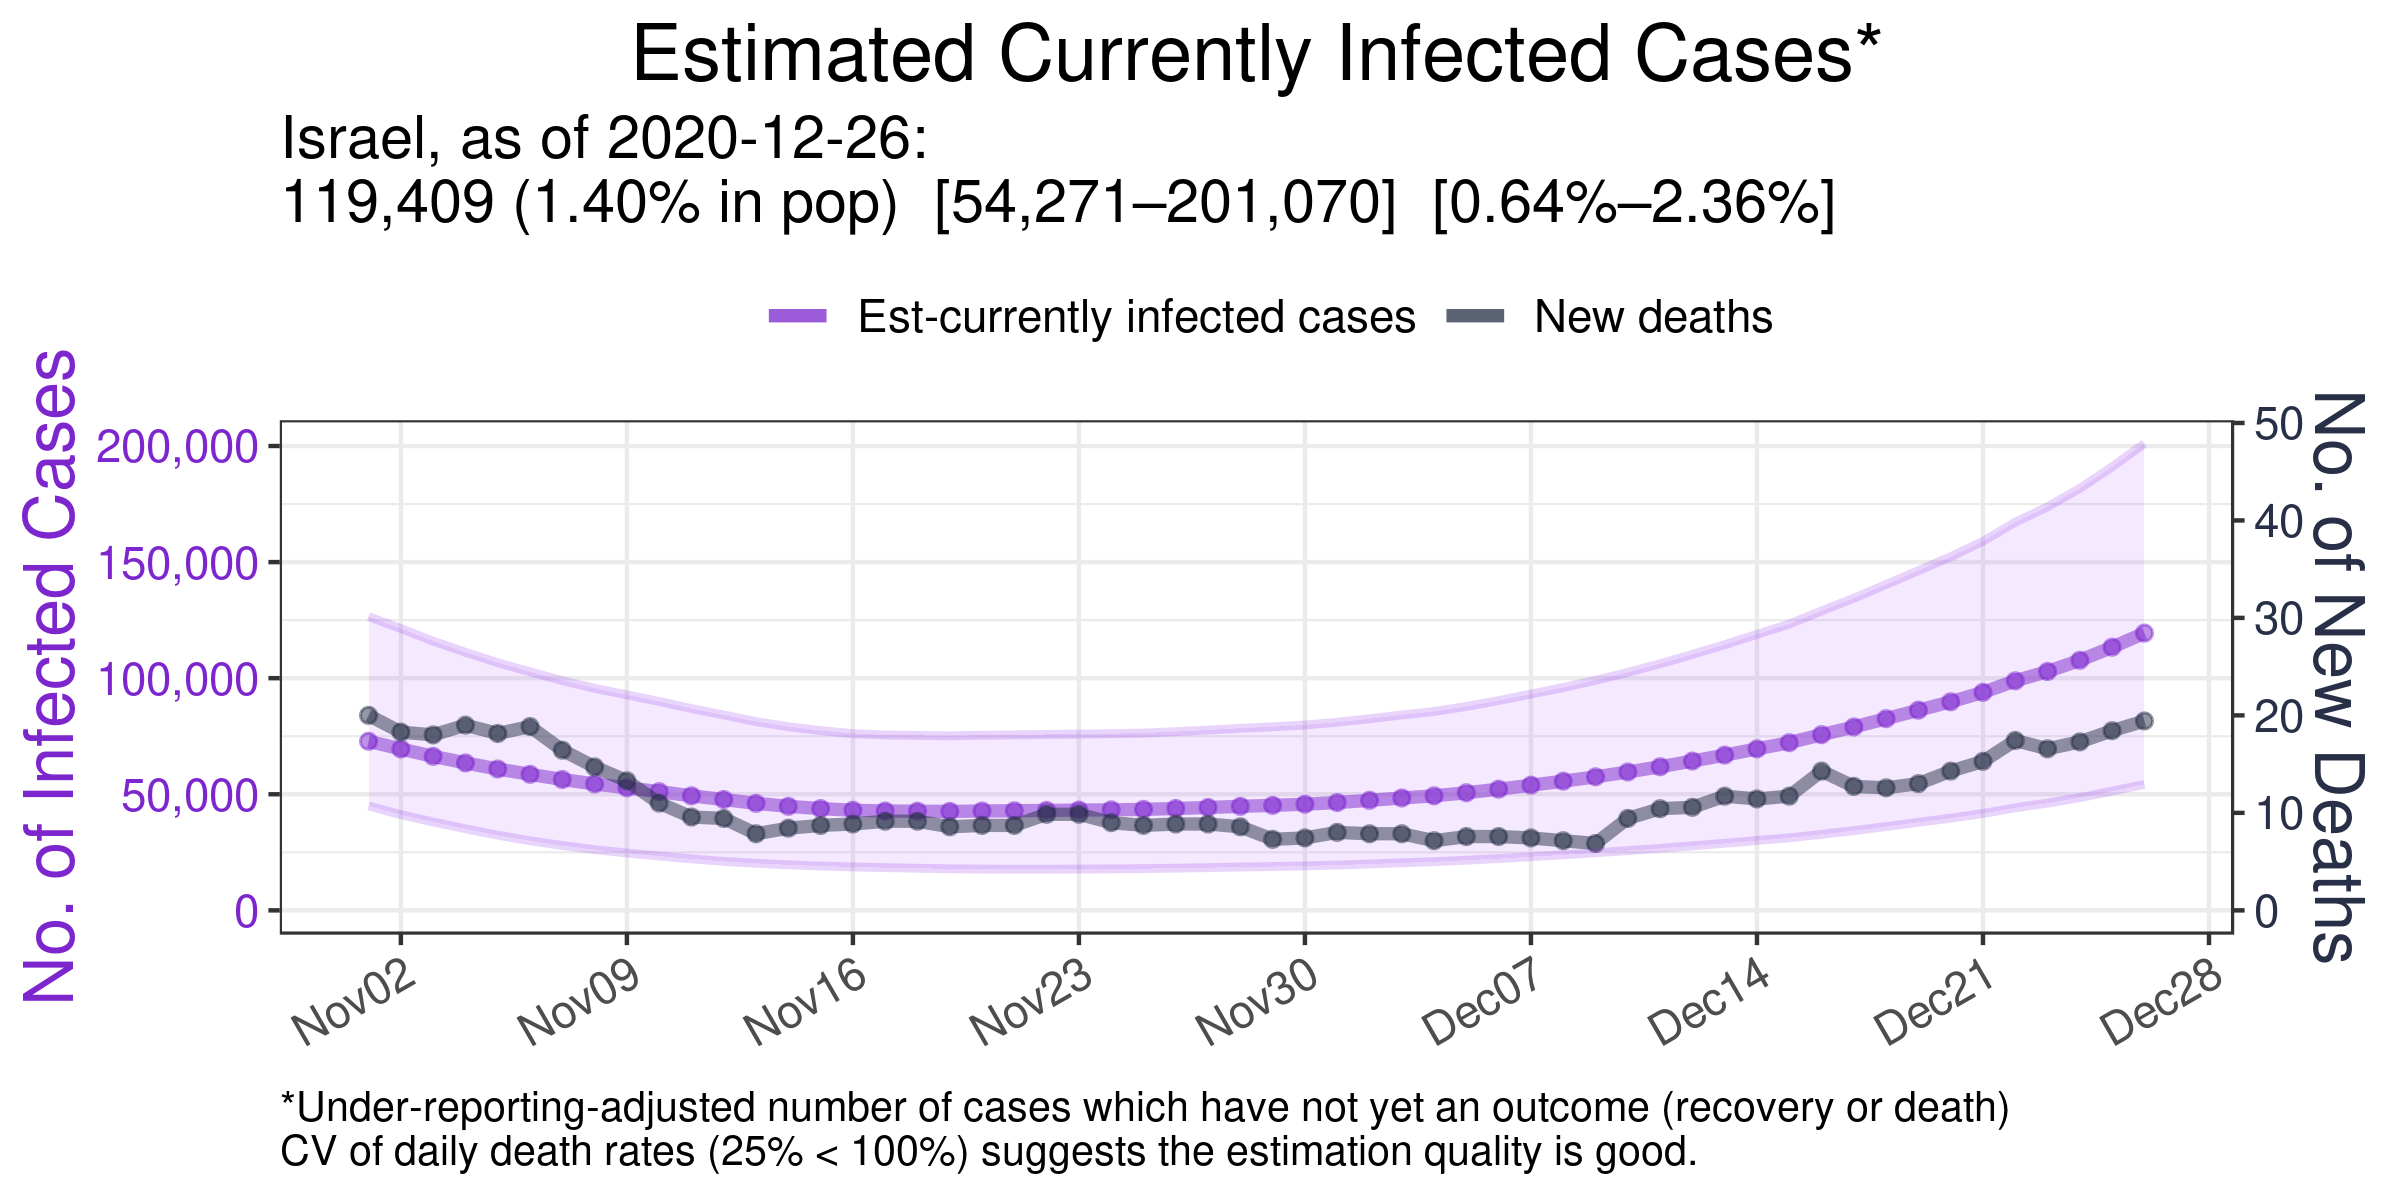 Estimated Currently Infected Cases*
Israel, as of 2020-12-26:
119,409 (1.40% in pop)  [54,271–201,070]  [0.64%–2.36%]
Est-currently infected cases
New deaths
No. of Infected Cases
200,000
150,000
100,000
50,000
0
50
40
30
20
10
0
No. of New Deaths
Nov02
Nov09
Nov16
Nov23
Nov30
Dec07
Dec14
Dec21
Dec28
*Under-reporting-adjusted number of cases which have not yet an outcome (recovery or death)
CV of daily death rates (25% < 100%) suggests the estimation quality is good.